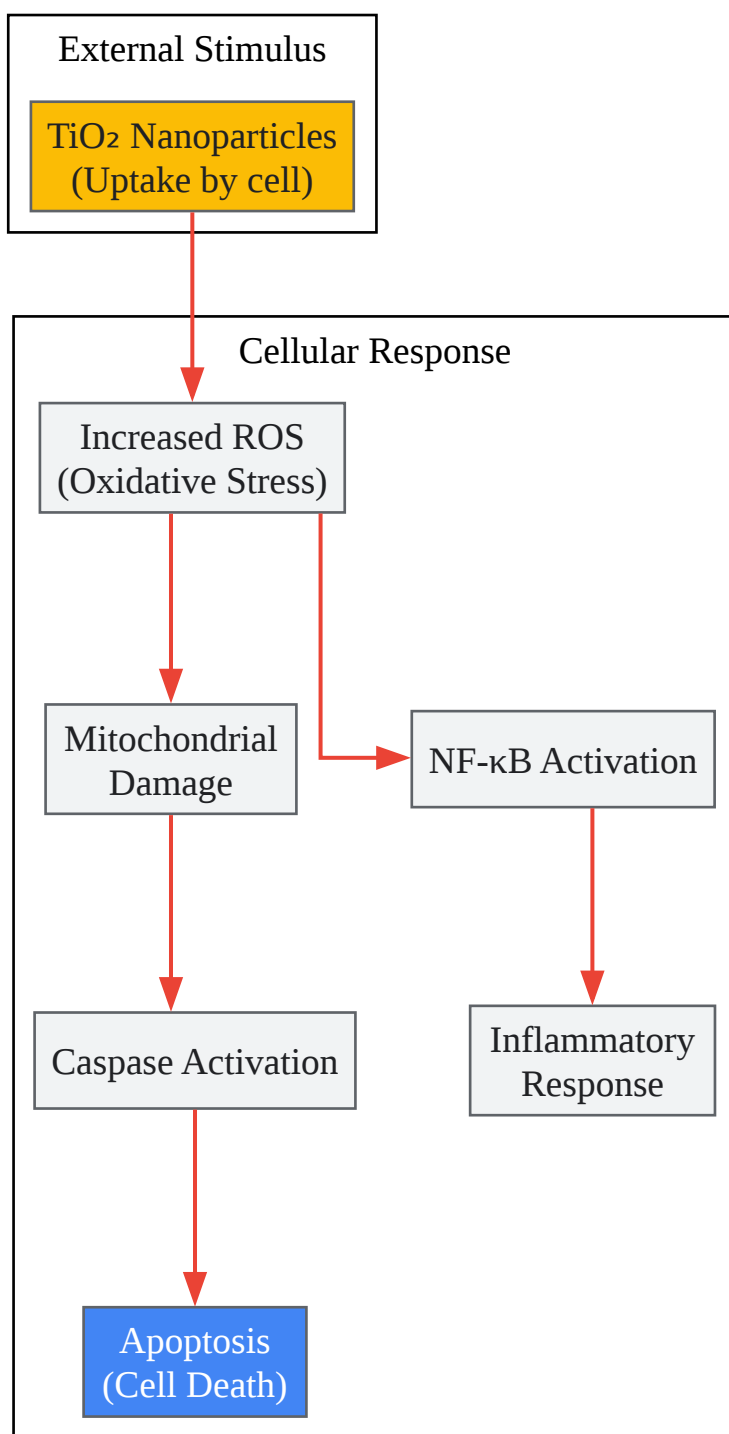 External Stimulus
TiO₂ Nanoparticles
(Uptake by cell)
Cellular Response
Increased ROS
(Oxidative Stress)
Mitochondrial
Damage
NF-κB Activation
Caspase Activation
Inflammatory
Response
Apoptosis
(Cell Death)